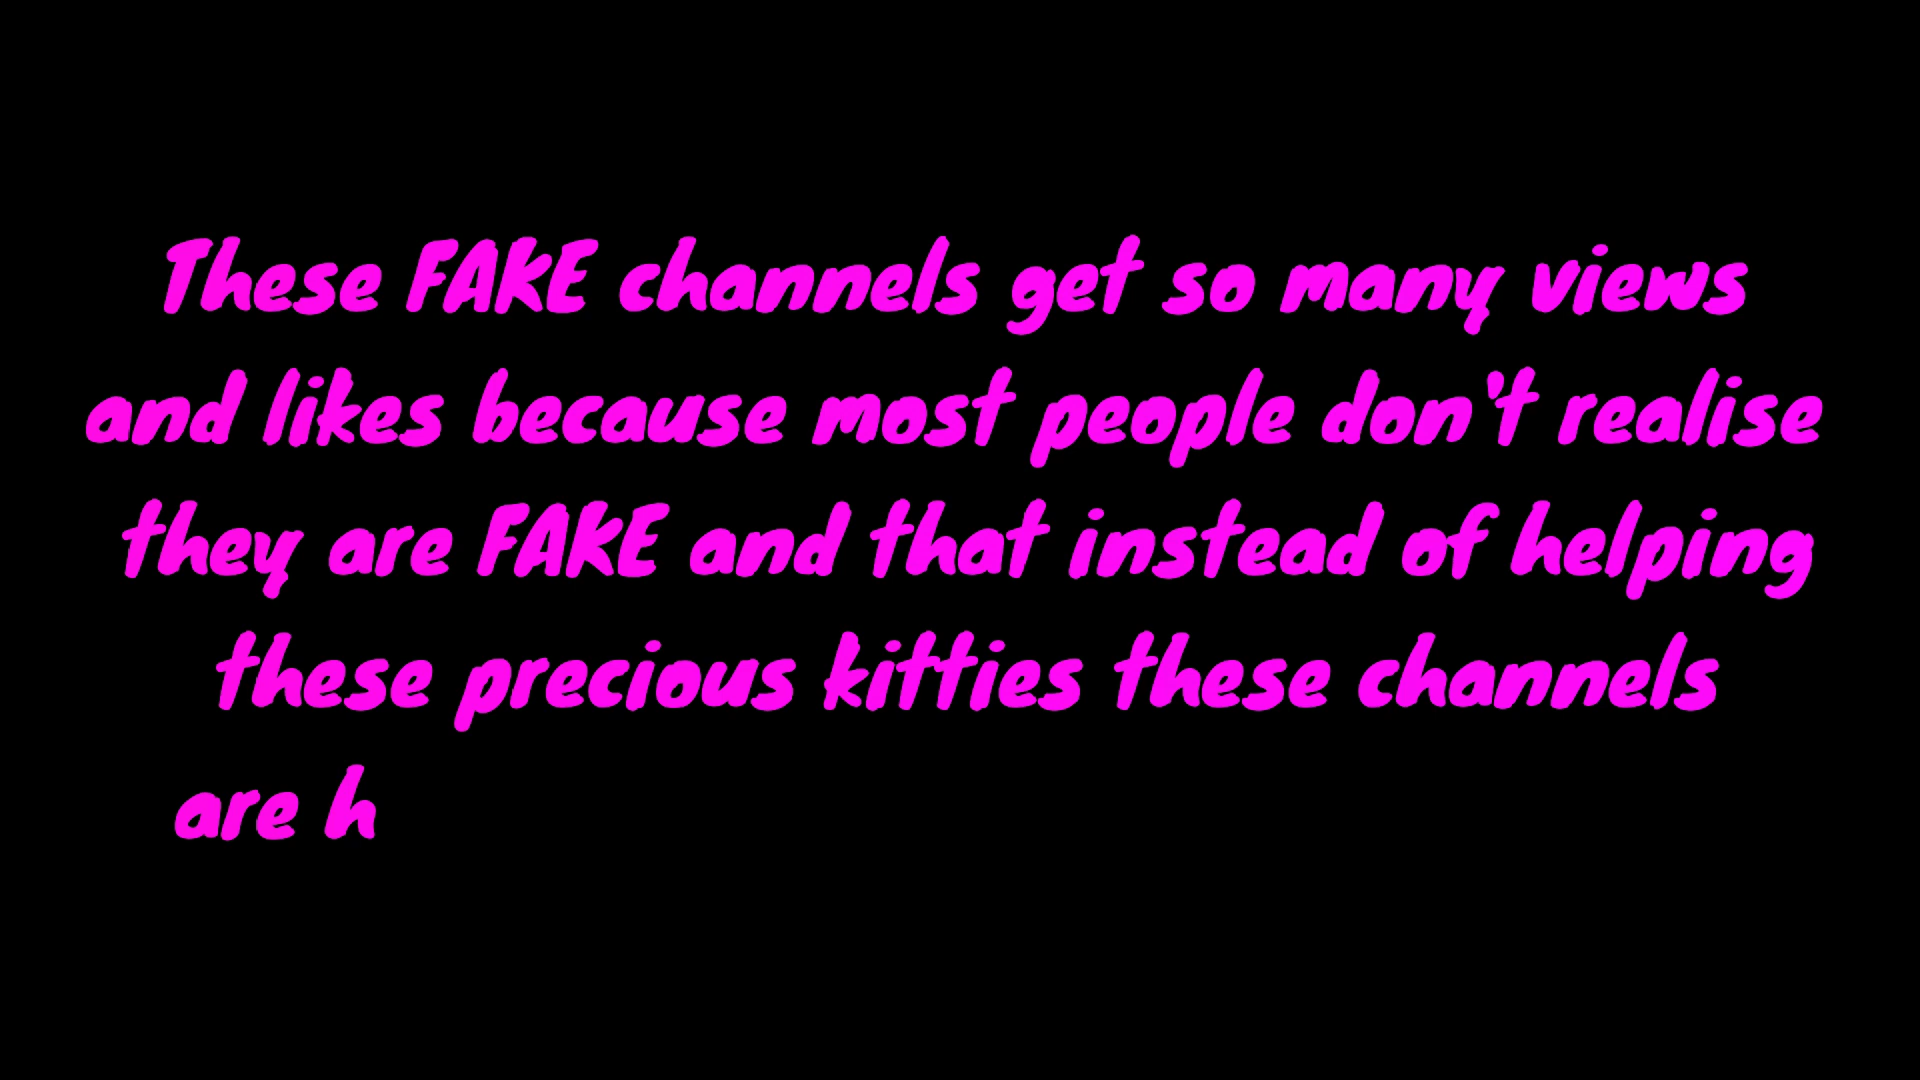 These FAKE channels get so many views
and likes because most people don't realise
they are FAKE and that instead of helping
these precious kitties these channels
are h